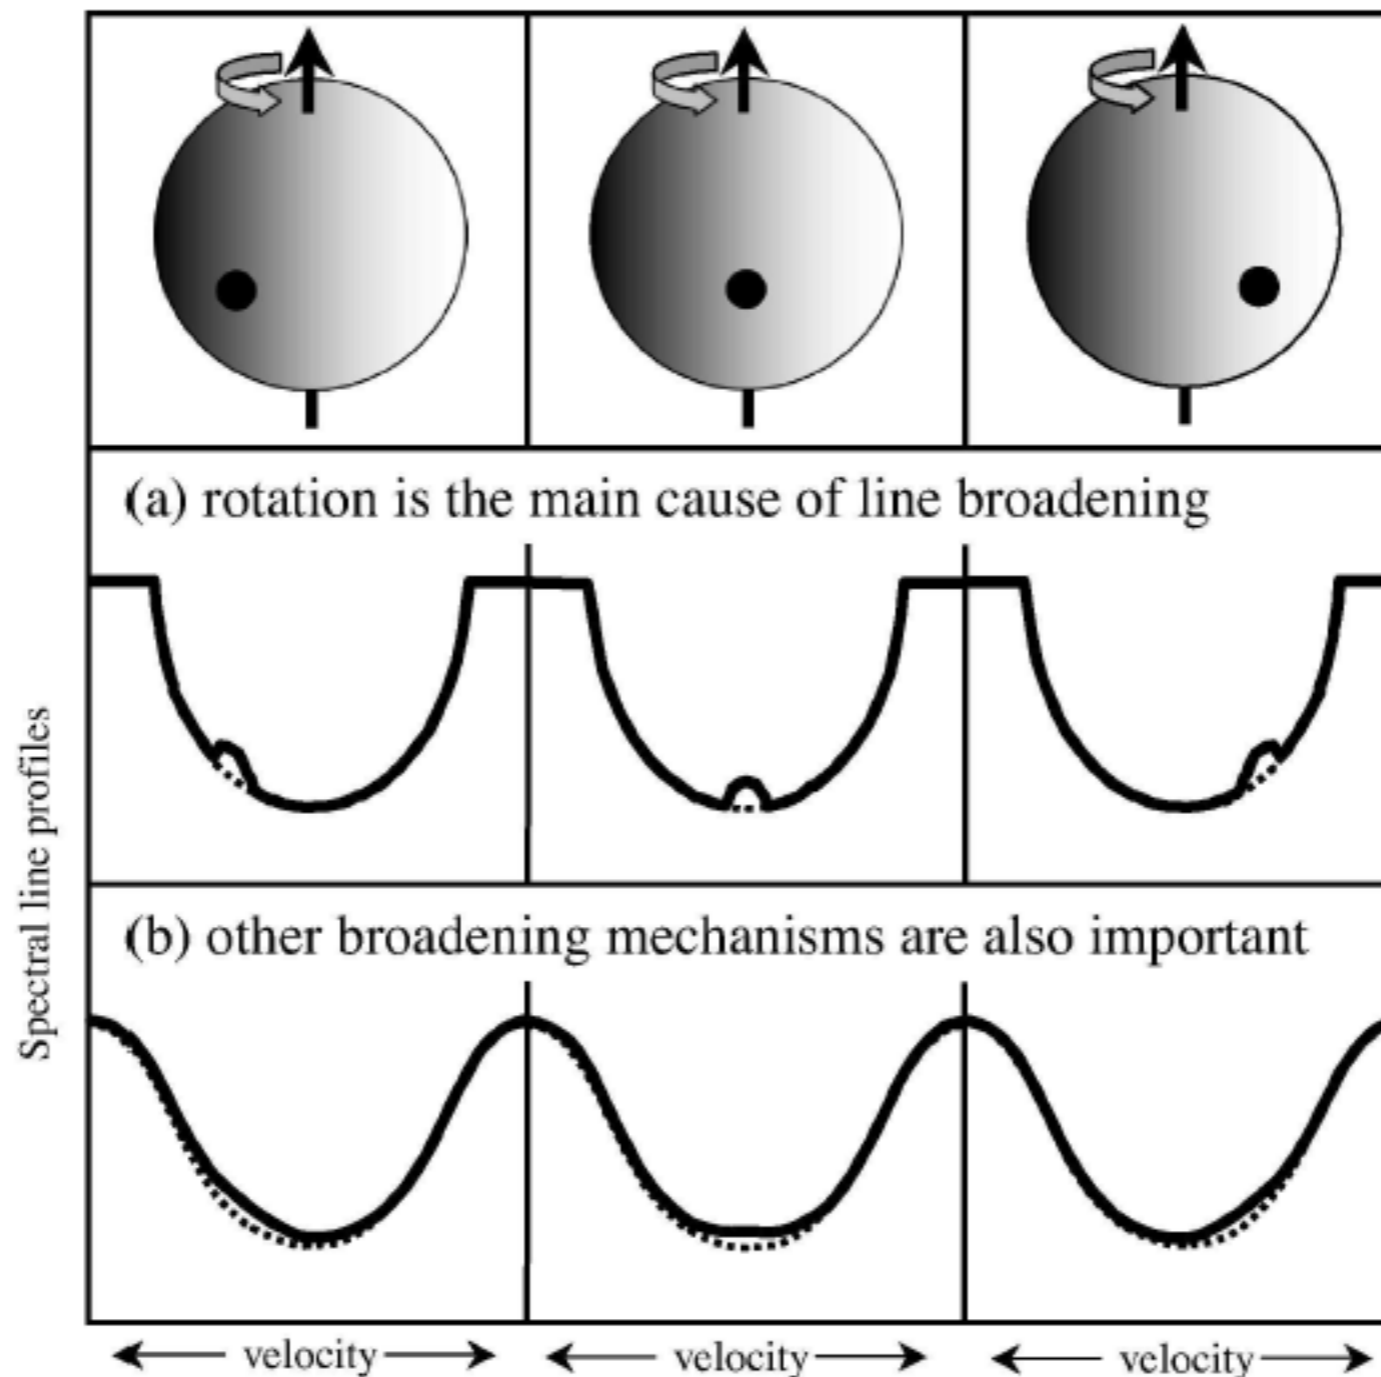 (a) rotation is the main cause of line broadening
Spectral line profiles
(b) other broadening mechanisms are also important
velocity
velocity
velocity